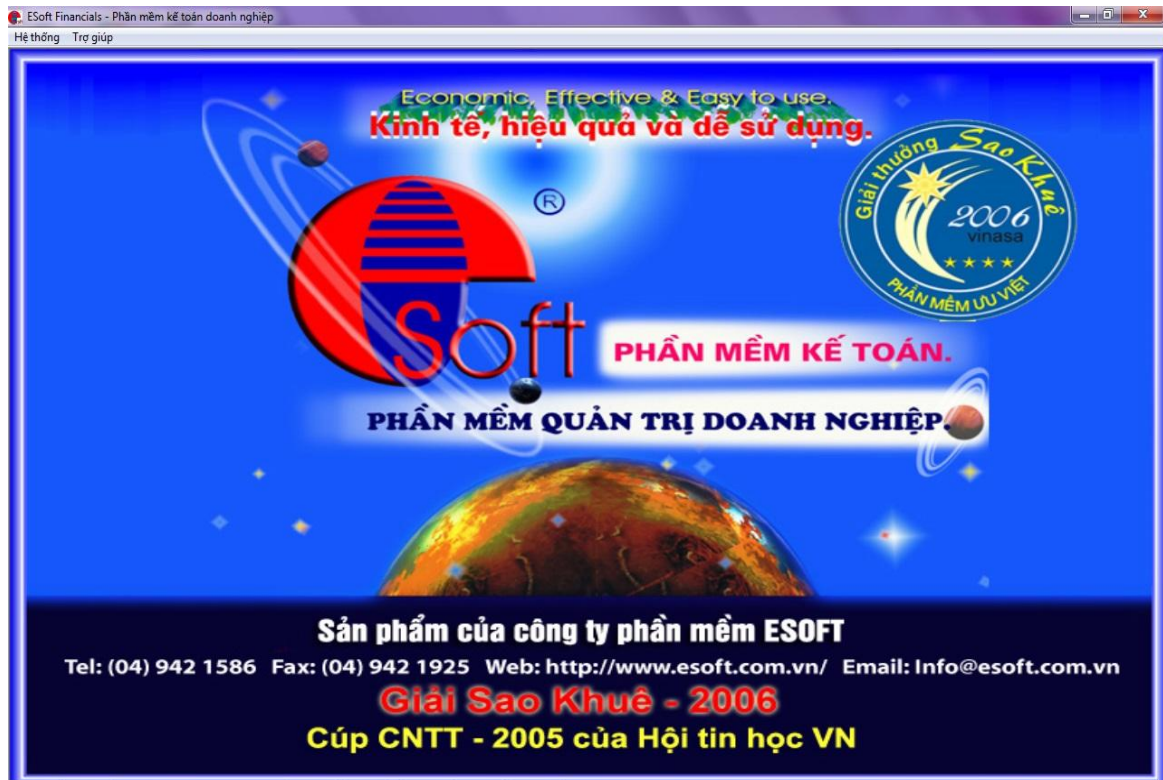 ESoft Financials - Phần mềm kế toán doanh nghiệp
Hệ thống Trợ giúp
Economic, Effective & Easy to use.
Kinh tế, hiệu quả và dễ sử dụng.
Giải thưởng Sao Khuê
2006
vinasa
PHẦN MỀM ƯU VIỆT
®
eSoft
PHẦN MỀM KẾ TOÁN.
PHẦN MỀM QUẢN TRỊ DOANH NGHIỆP.
Sản phẩm của công ty phần mềm ESOFT
Tel: (04) 942 1586 Fax: (04) 942 1925 Web: http://www.esoft.com.vn/ Email: Info@esoft.com.vn
Giải Sao Khuê - 2006
Cúp CNTT - 2005 của Hội tin học VN